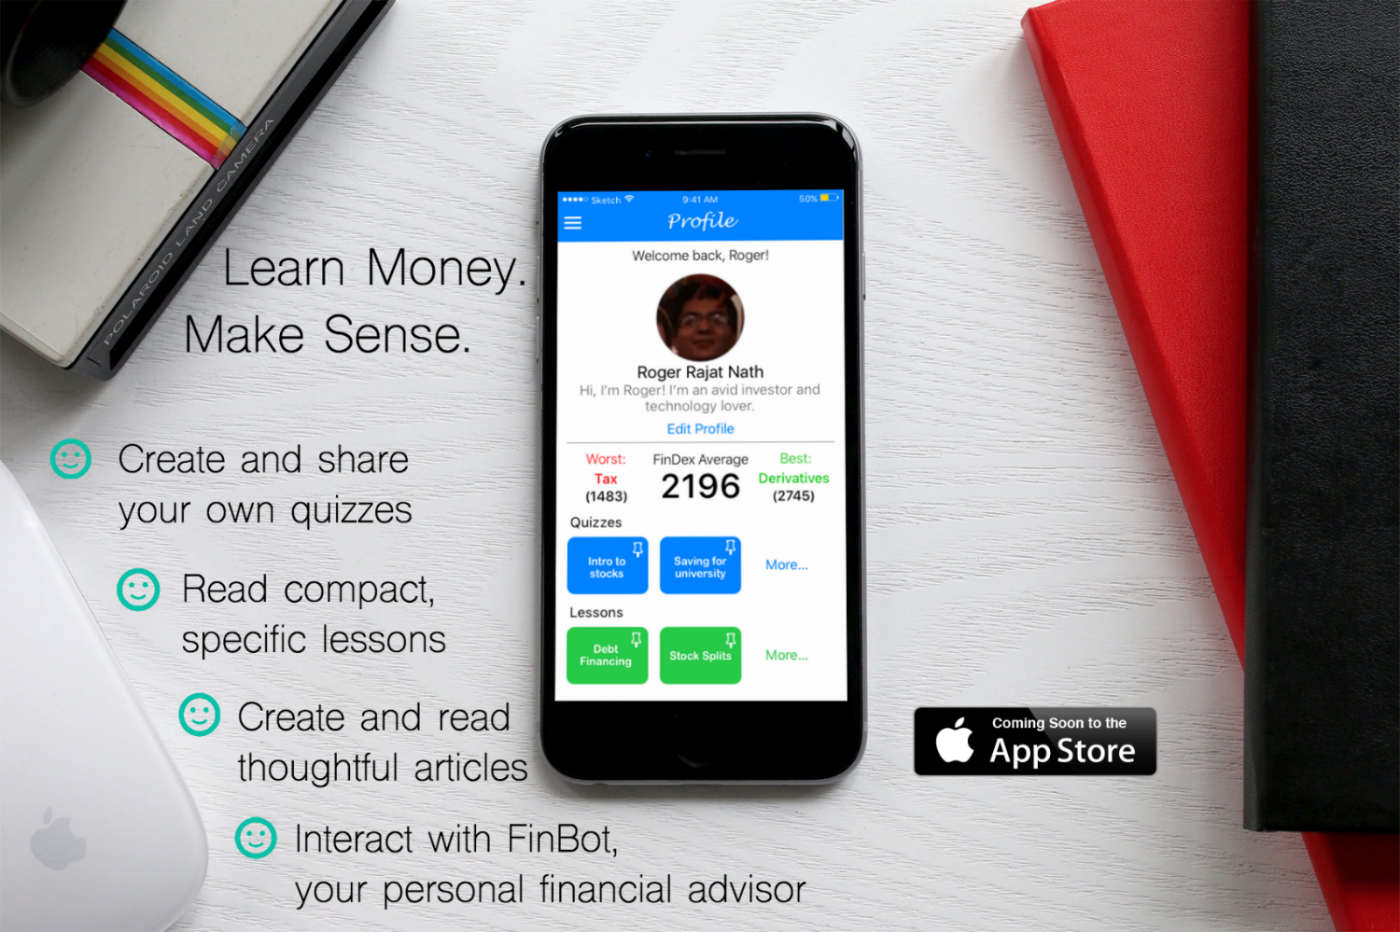 POLAROID LAND CAMERA
Learn Money.
Make Sense.
Create and share
your own quizzes
Read compact,
specific lessons
Create and read
thoughtful articles
Interact with FinBot,
your personal financial advisor
Sketch 9:41 AM 50%
Profile
Welcome back, Roger!
Roger Rajat Nath
Hi, I'm Roger! I'm an avid investor and
technology lover.
Edit Profile
Worst: FinDex Average Best:
Tax 2196 Derivatives
(1483) (2745)
Quizzes
Intro to
stocks
Saving for
university
More...
Lessons
Debt
Financing
Stock Splits
More...
Coming Soon to the
App Store